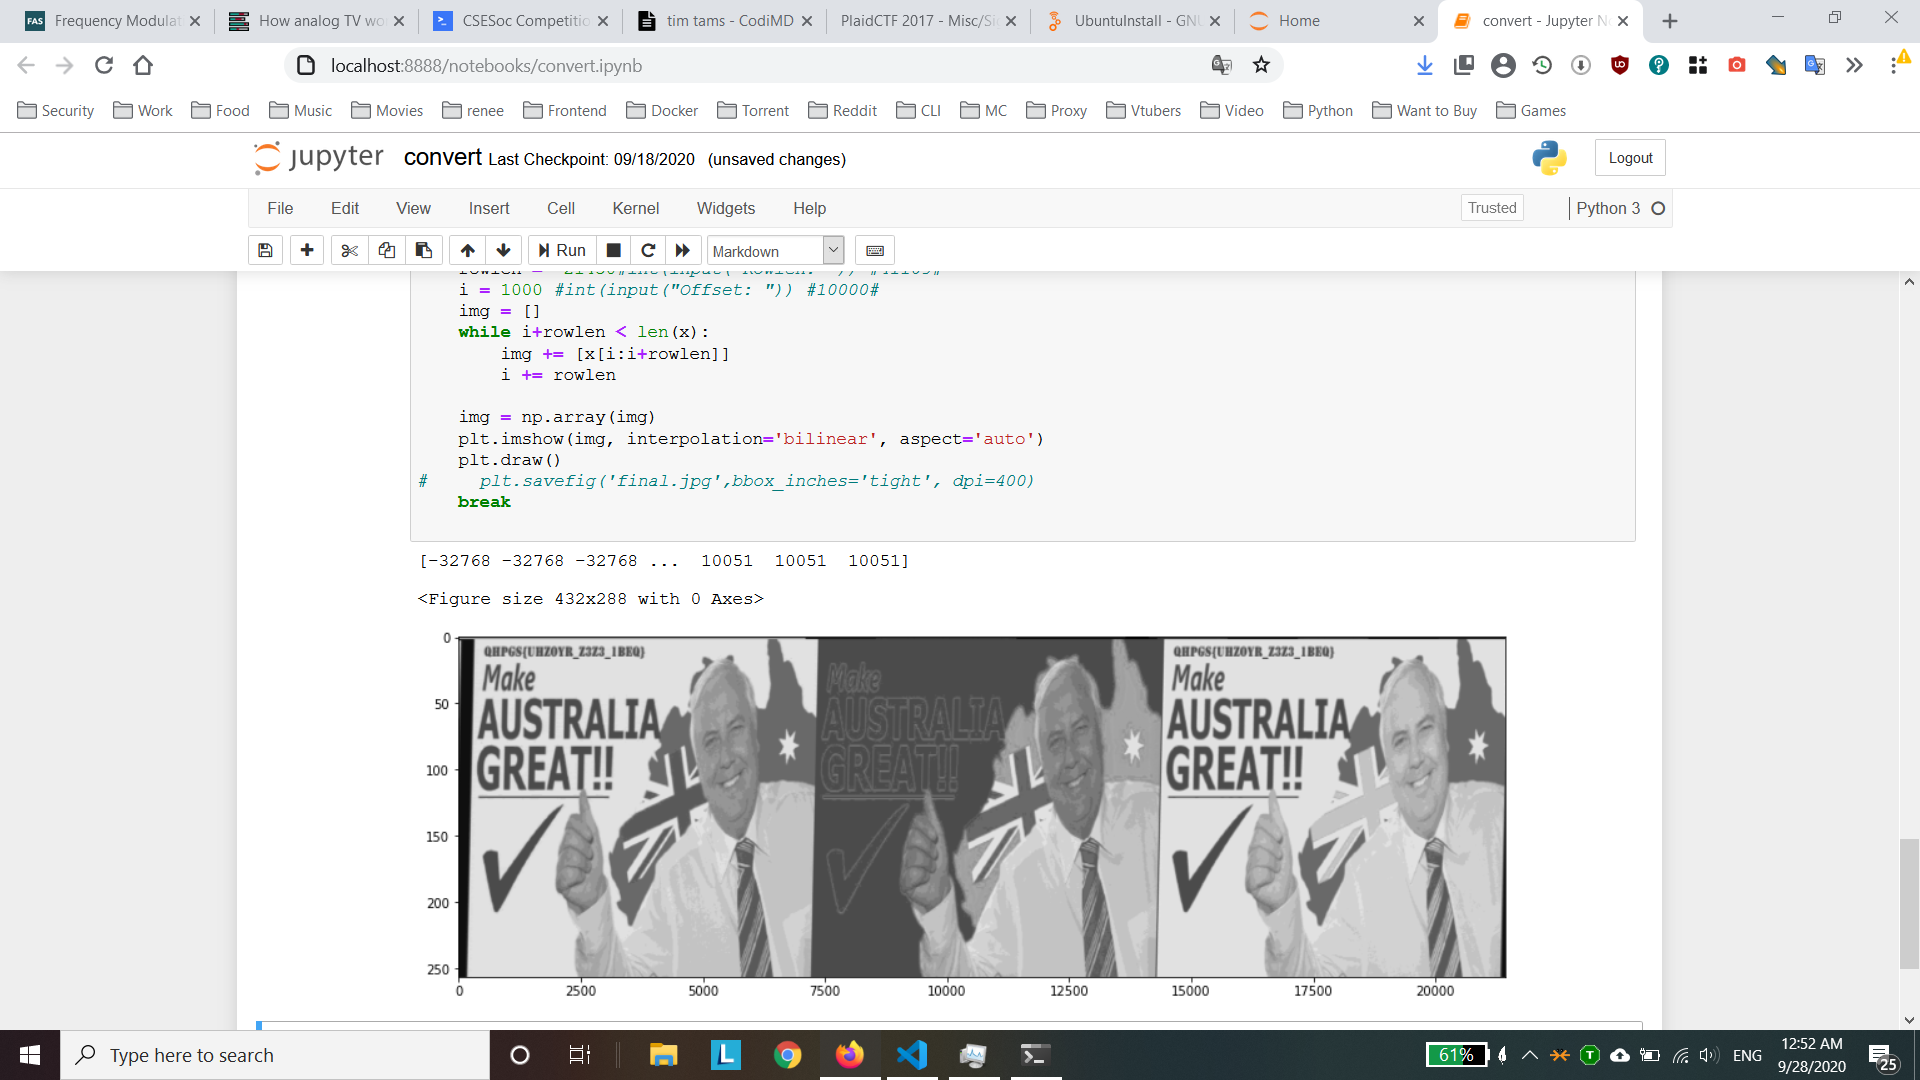 Frequency Modulat
How analog TV wo
CSESoc Competitio
tim tams - CodiMD
PlaidCTF 2017 - Misc/Si
UbuntuInstall - GNU
Home
convert - Jupyter N
localhost:8888/notebooks/convert.ipynb
Security Work Food Music Movies renee Frontend Docker Torrent Reddit CLI MC Proxy Vtubers Video Python Want to Buy Games
jupyter convert Last Checkpoint: 09/18/2020 (unsaved changes) Logout
File Edit View Insert Cell Kernel Widgets Help Trusted Python 3
Run Markdown
i = 1000 #int(input("Offset: ")) #10000#
img = []
while i+rowlen < len(x):
img += [x[i:i+rowlen]]
i += rowlen
img = np.array(img)
plt.imshow(img, interpolation='bilinear', aspect='auto')
plt.draw()
# plt.savefig('final.jpg',bbox_inches='tight', dpi=400)
break
[-32768 -32768 -32768 ... 10051 10051 10051]
<Figure size 432x288 with 0 Axes>
0
50
100
150
200
250
QHPGS{UHZOYR_Z3Z3_1BEQ}
Make
AUSTRALIA
GREAT!!
Make
AUSTRALIA
GREAT!!
QHPGS{UHZOYR_Z3Z3_1BEQ}
Make
AUSTRALIA
GREAT!!
0 2500 5000 7500 10000 12500 15000 17500 20000
Type here to search
61%
ENG
12:52 AM
9/28/2020
25